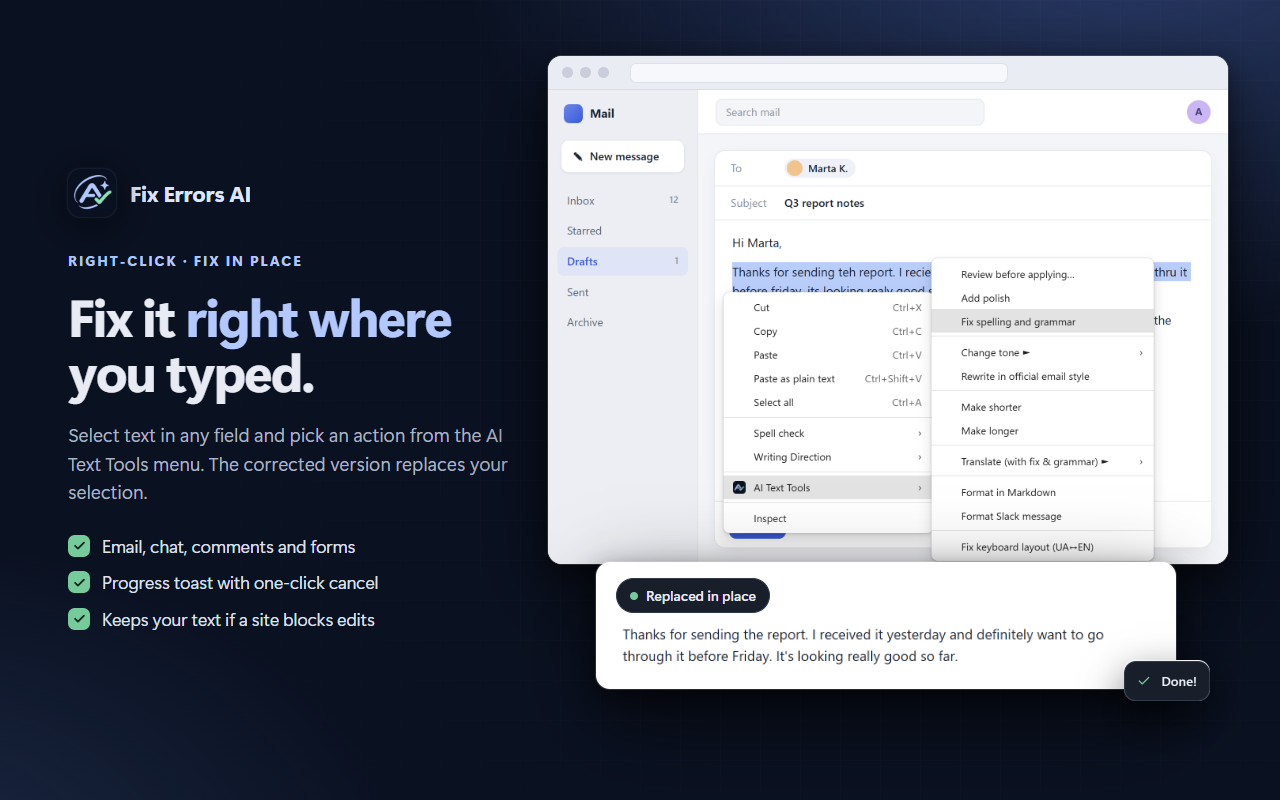 Fix Errors AI
RIGHT-CLICK · FIX IN PLACE
Fix it right where
you typed.
Select text in any field and pick an action from the AI
Text Tools menu. The corrected version replaces your
selection.
Email, chat, comments and forms
Progress toast with one-click cancel
Keeps your text if a site blocks edits
Mail
New message
Inbox 12
Starred
Drafts 1
Sent
Archive
Search mail
A
To Marta K.
Subject Q3 report notes
Hi Marta,
Thanks for sending teh report. I recie
thru it
before friday, its looking realy good s
the
Cut Ctrl+X
Copy Ctrl+C
Paste Ctrl+V
Paste as plain text Ctrl+Shift+V
Select all Ctrl+A
Spell check ›
Writing Direction ›
AI Text Tools ›
Inspect
Review before applying...
Add polish
Fix spelling and grammar
Change tone ► ›
Rewrite in official email style
Make shorter
Make longer
Translate (with fix & grammar) ► ›
Format in Markdown
Format Slack message
Fix keyboard layout (UA↔EN)
Replaced in place
Thanks for sending the report. I received it yesterday and definitely want to go
through it before Friday. It's looking really good so far.
Done!